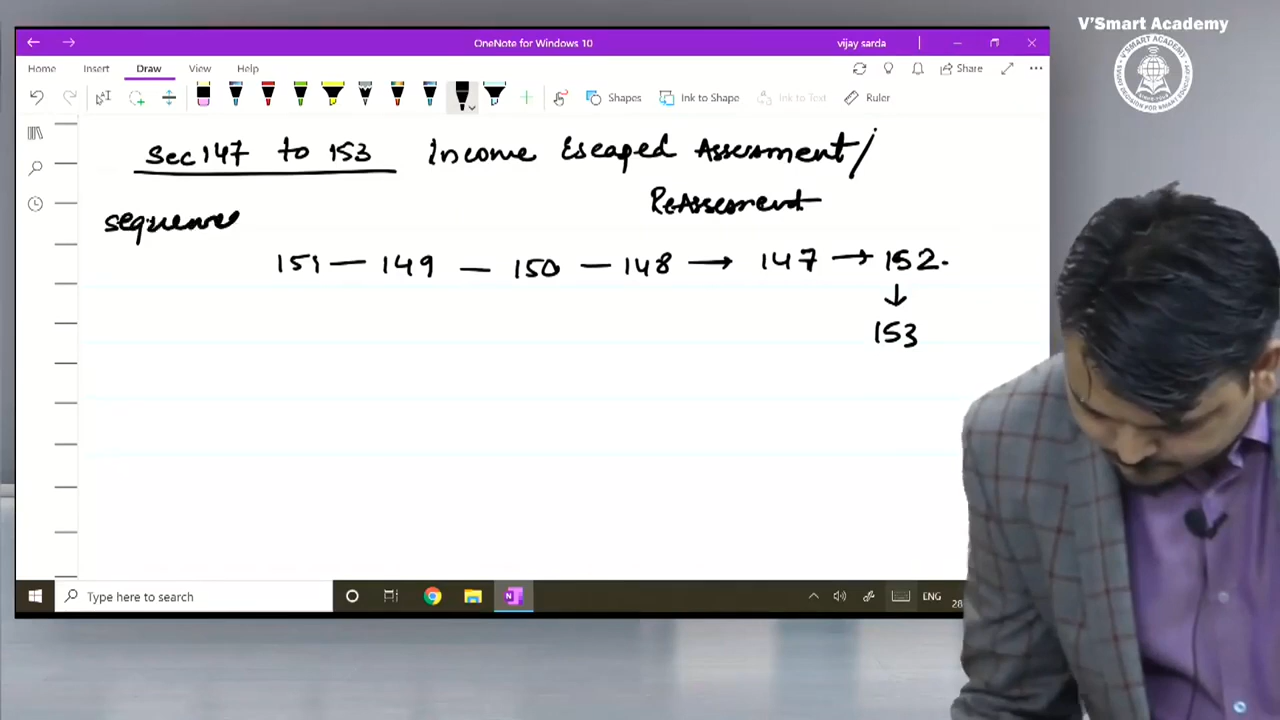 V'Smart Academy
OneNote for Windows 10
vijay sarda
Home Insert Draw View Help
Share
Shapes Ink to Shape Ink to Text Ruler
Sec 147 to 153 Income Escaped Assessment/
ReAssessment
sequence
151 — 149 — 150 — 148 → 147 → 152.
↓
153
Type here to search
ENG
28